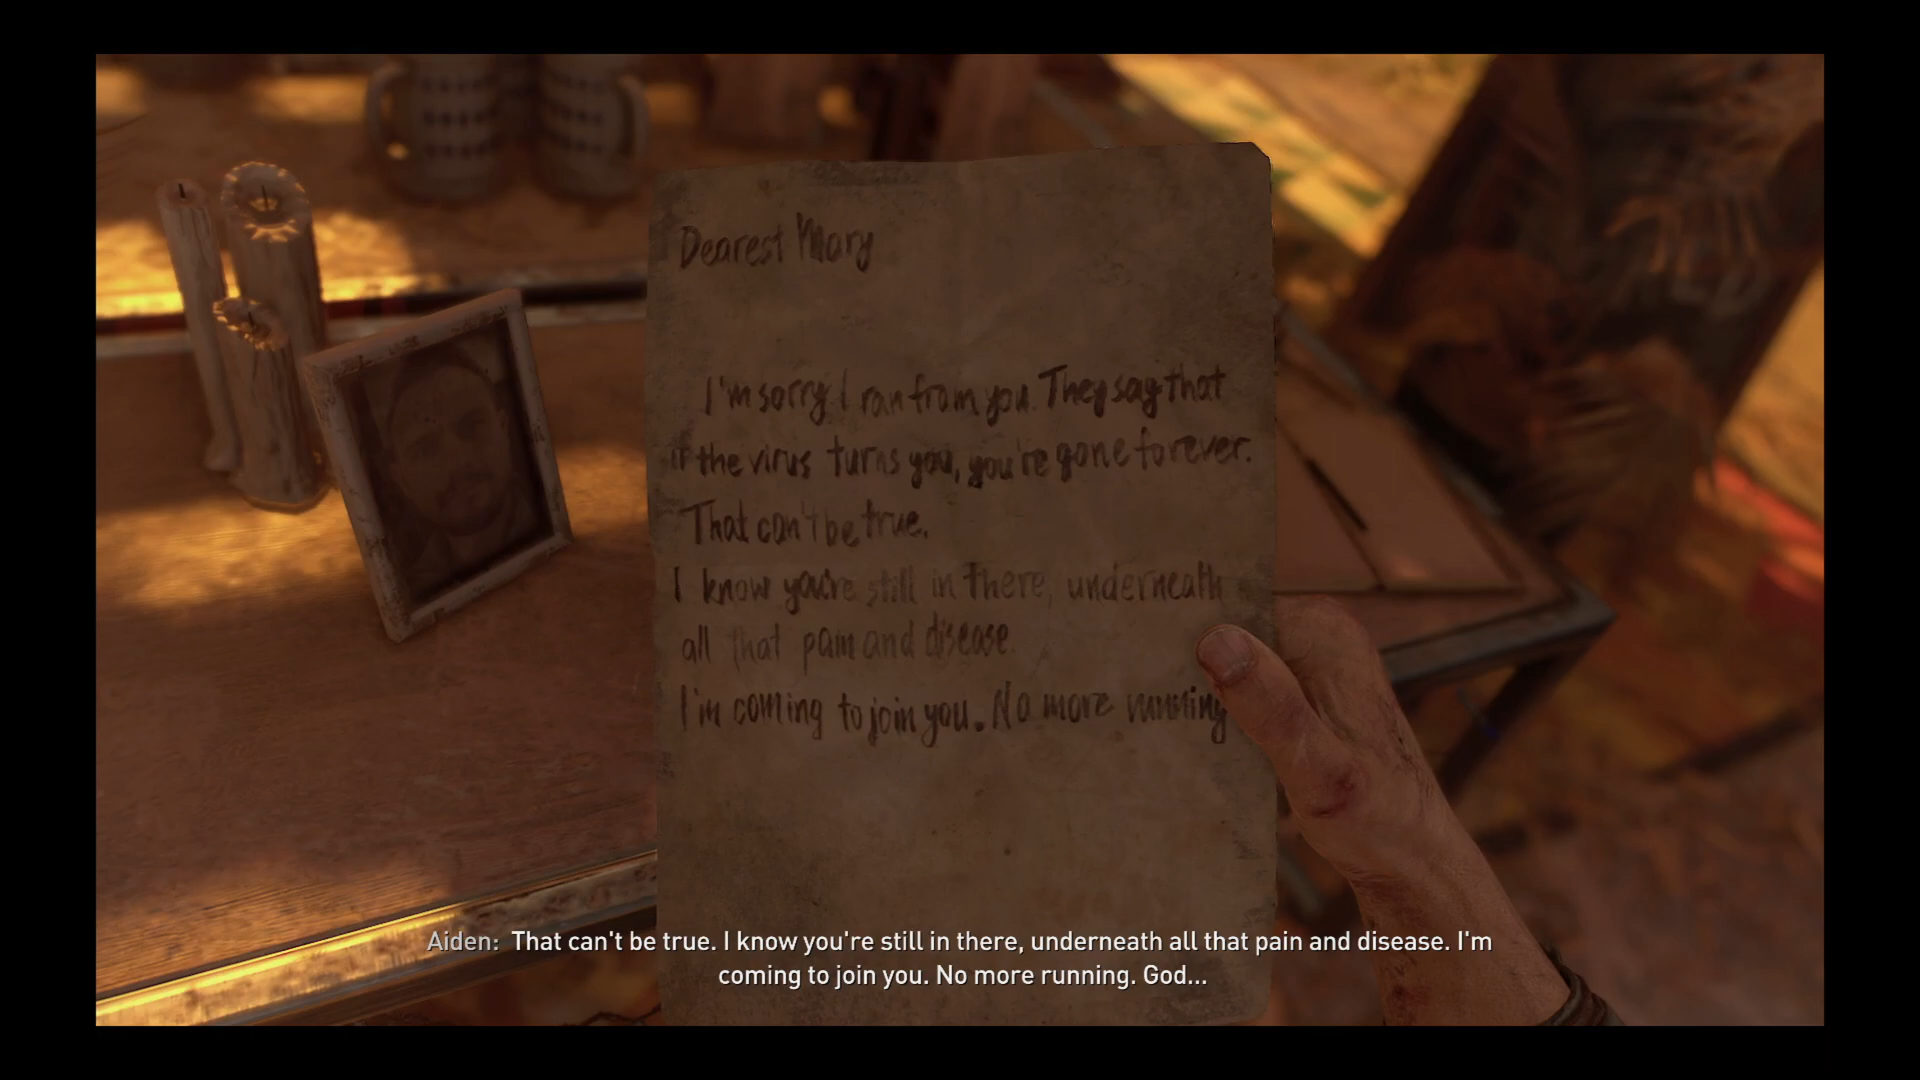 Dearest Mary
I'm sorry I ran from you. They say that
if the virus turns you, you're gone forever.
That can't be true.
I know you're still in there, underneath
all that pain and disease.
I'm coming to join you. No more running
Aiden: That can't be true. I know you're still in there, underneath all that pain and disease. I'm
coming to join you. No more running. God...